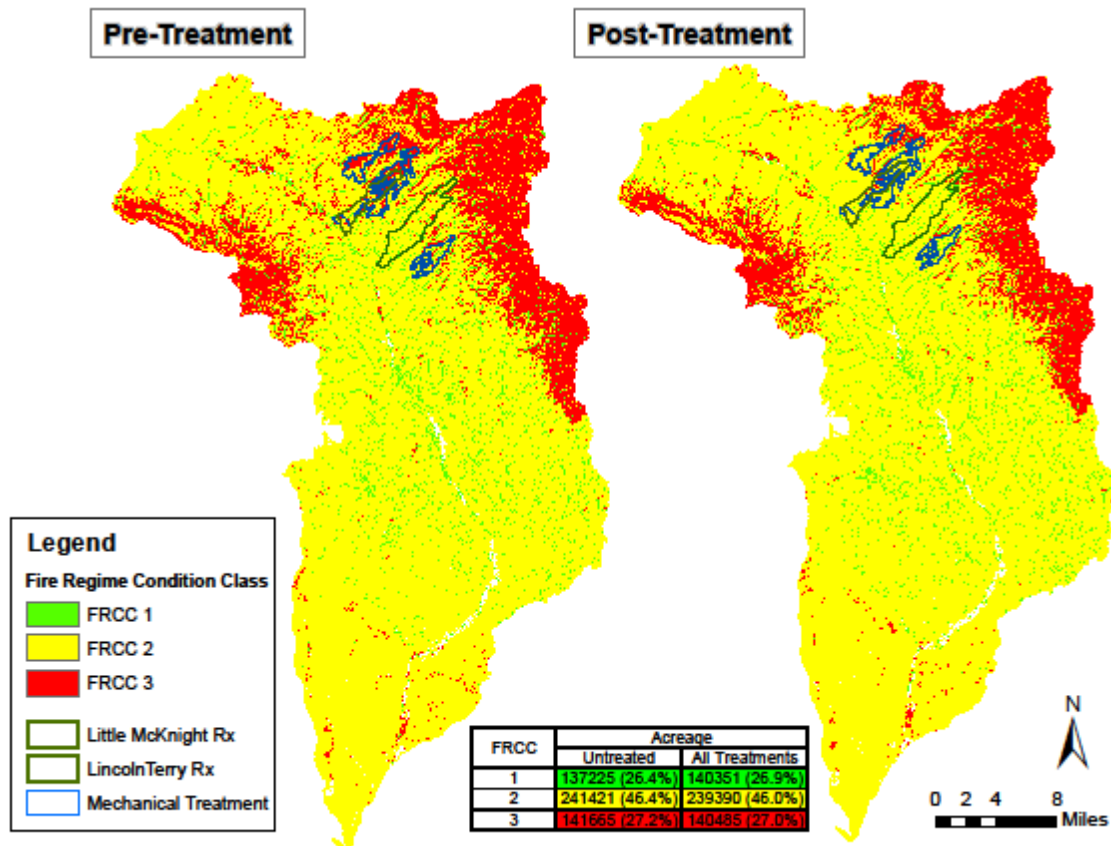 Pre-Treatment
Post-Treatment
Legend
Fire Regime Condition Class
FRCC 1
FRCC 2
FRCC 3
Little McKnight Rx
LincolnTerry Rx
Mechanical Treatment
FRCC Acreage
Untreated All Treatments
1 137225 (26.4%) 140351 (26.9%)
2 241421 (46.4%) 239390 (46.0%)
3 141665 (27.2%) 140485 (27.0%)
N
0 2 4 8
Miles